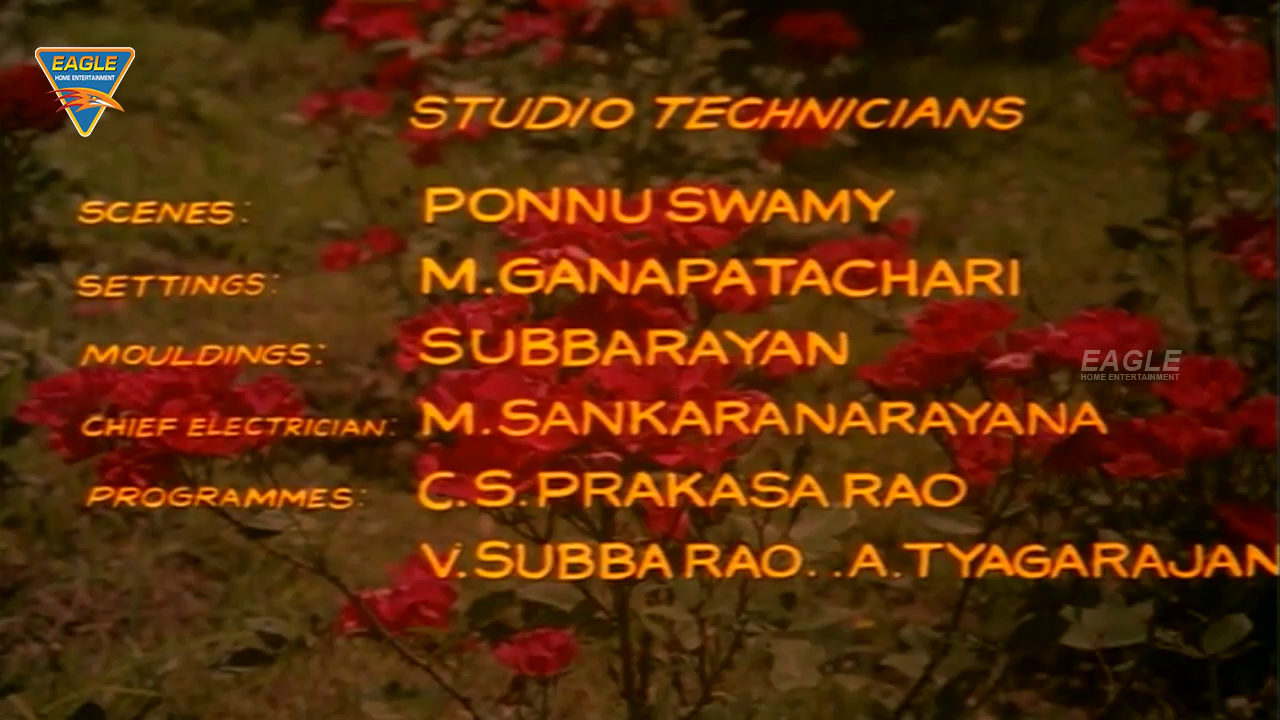 EAGLE
HOME ENTERTAINMENT
STUDIO TECHNICIANS
SCENES: PONNU SWAMY
SETTINGS: M.GANAPATACHARI
MOULDINGS: SUBBARAYAN
EAGLE
HOME ENTERTAINMENT
CHIEF ELECTRICIAN: M.SANKARANARAYANA
PROGRAMMES: C.S.PRAKASA RAO
V.SUBBA RAO..A.TYAGARAJAN